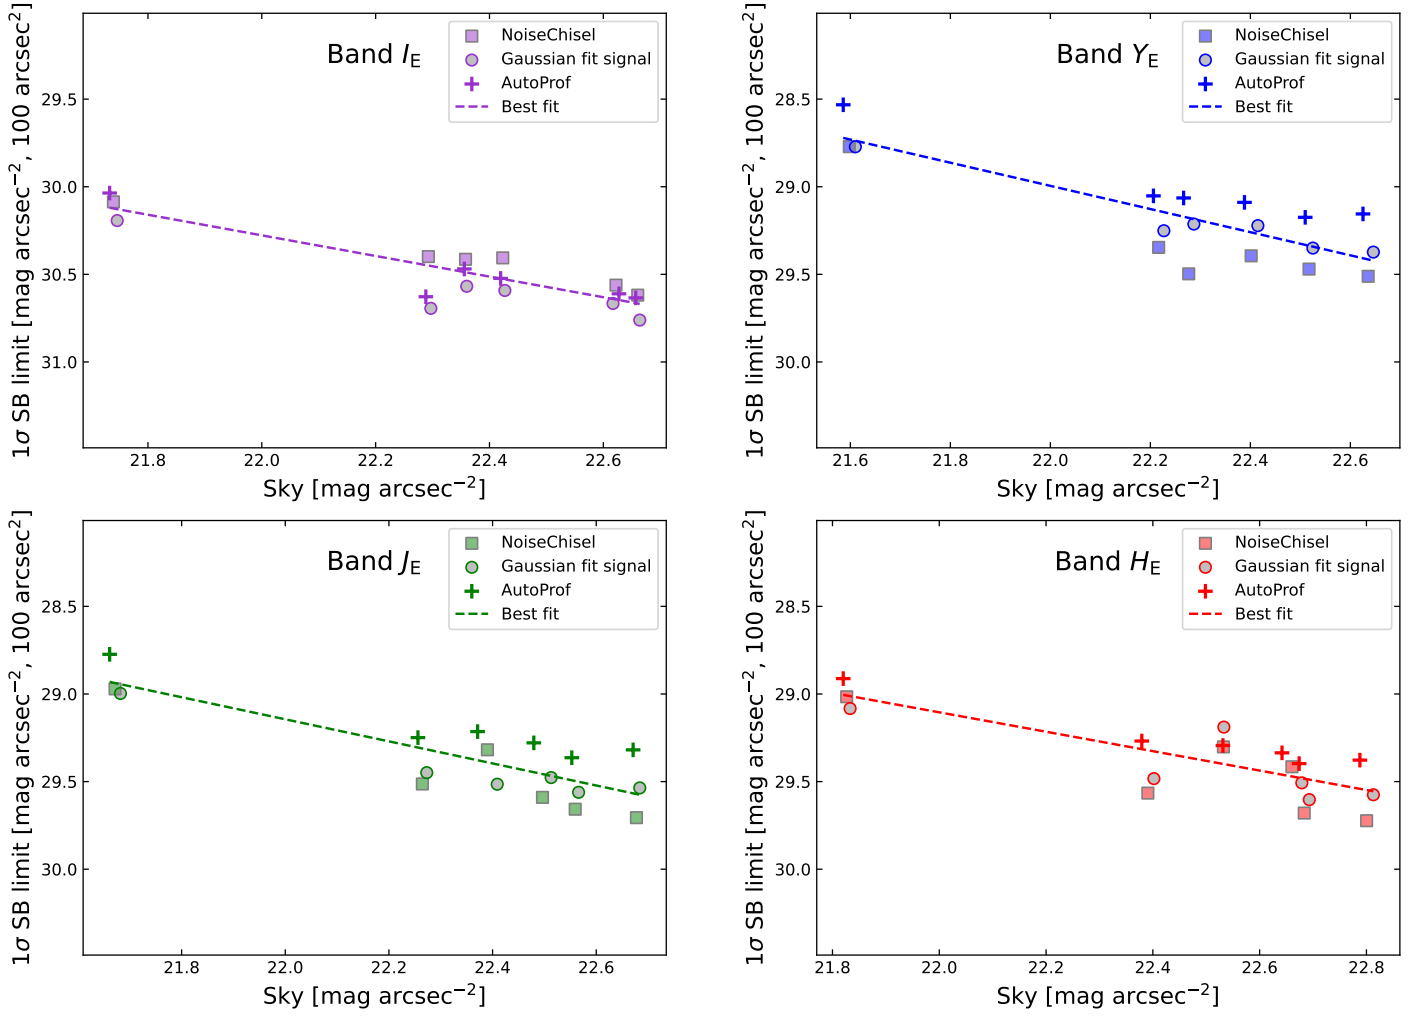 Band I_E
NoiseChisel
Gaussian fit signal
AutoProf
Best fit
1σ SB limit [mag arcsec⁻², 100 arcsec²]
29.5
30.0
30.5
31.0
21.8 22.0 22.2 22.4 22.6
Sky [mag arcsec⁻²]
Band Y_E
NoiseChisel
Gaussian fit signal
AutoProf
Best fit
1σ SB limit [mag arcsec⁻², 100 arcsec²]
28.5
29.0
29.5
30.0
21.6 21.8 22.0 22.2 22.4 22.6
Sky [mag arcsec⁻²]
Band J_E
NoiseChisel
Gaussian fit signal
AutoProf
Best fit
1σ SB limit [mag arcsec⁻², 100 arcsec²]
28.5
29.0
29.5
30.0
21.8 22.0 22.2 22.4 22.6
Sky [mag arcsec⁻²]
Band H_E
NoiseChisel
Gaussian fit signal
AutoProf
Best fit
1σ SB limit [mag arcsec⁻², 100 arcsec²]
28.5
29.0
29.5
30.0
21.8 22.0 22.2 22.4 22.6 22.8
Sky [mag arcsec⁻²]